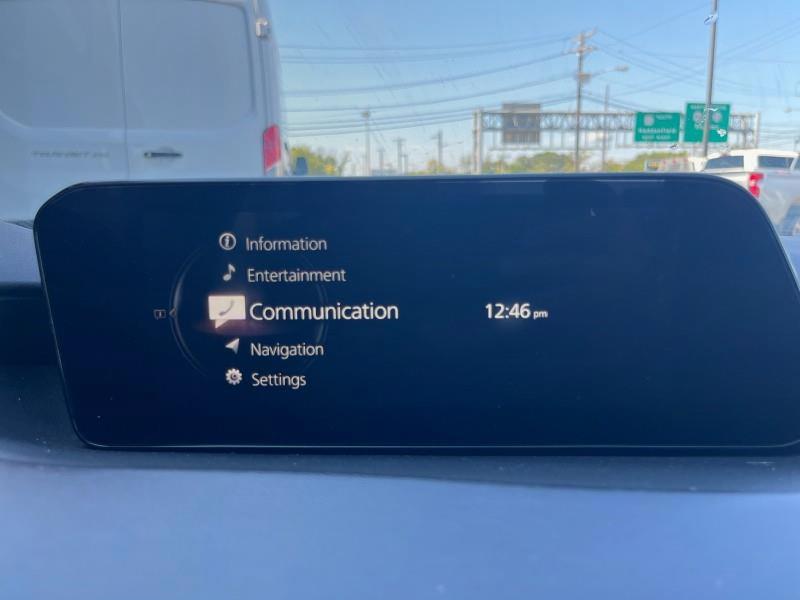 Information
Entertainment
Communication
12:46 pm
Navigation
Settings